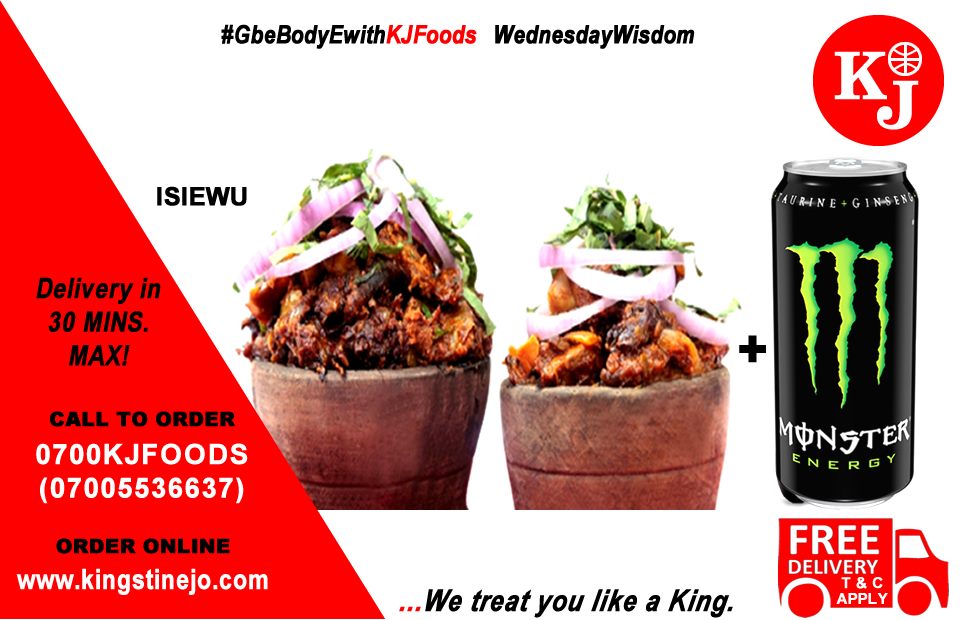 #GbeBodyEwithKJFoods WednesdayWisdom
KJ
ISIEWU
TAURINE + GINSENG
Delivery in
30 MINS.
MAX!
+
MONSTER
ENERGY
CALL TO ORDER
0700KJFOODS
(07005536637)
ORDER ONLINE
www.kingstinejo.com
FREE
DELIVERY
T & C
APPLY
...We treat you like a King.